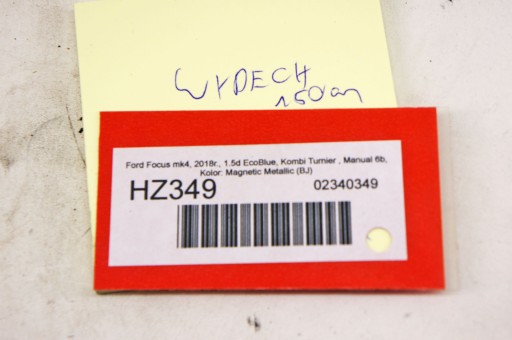 WYDECH
150cm
Ford Focus mk4, 2018r., 1.5d EcoBlue, Kombi Turnier , Manual 6b,
Kolor: Magnetic Metallic (BJ)
HZ349 02340349